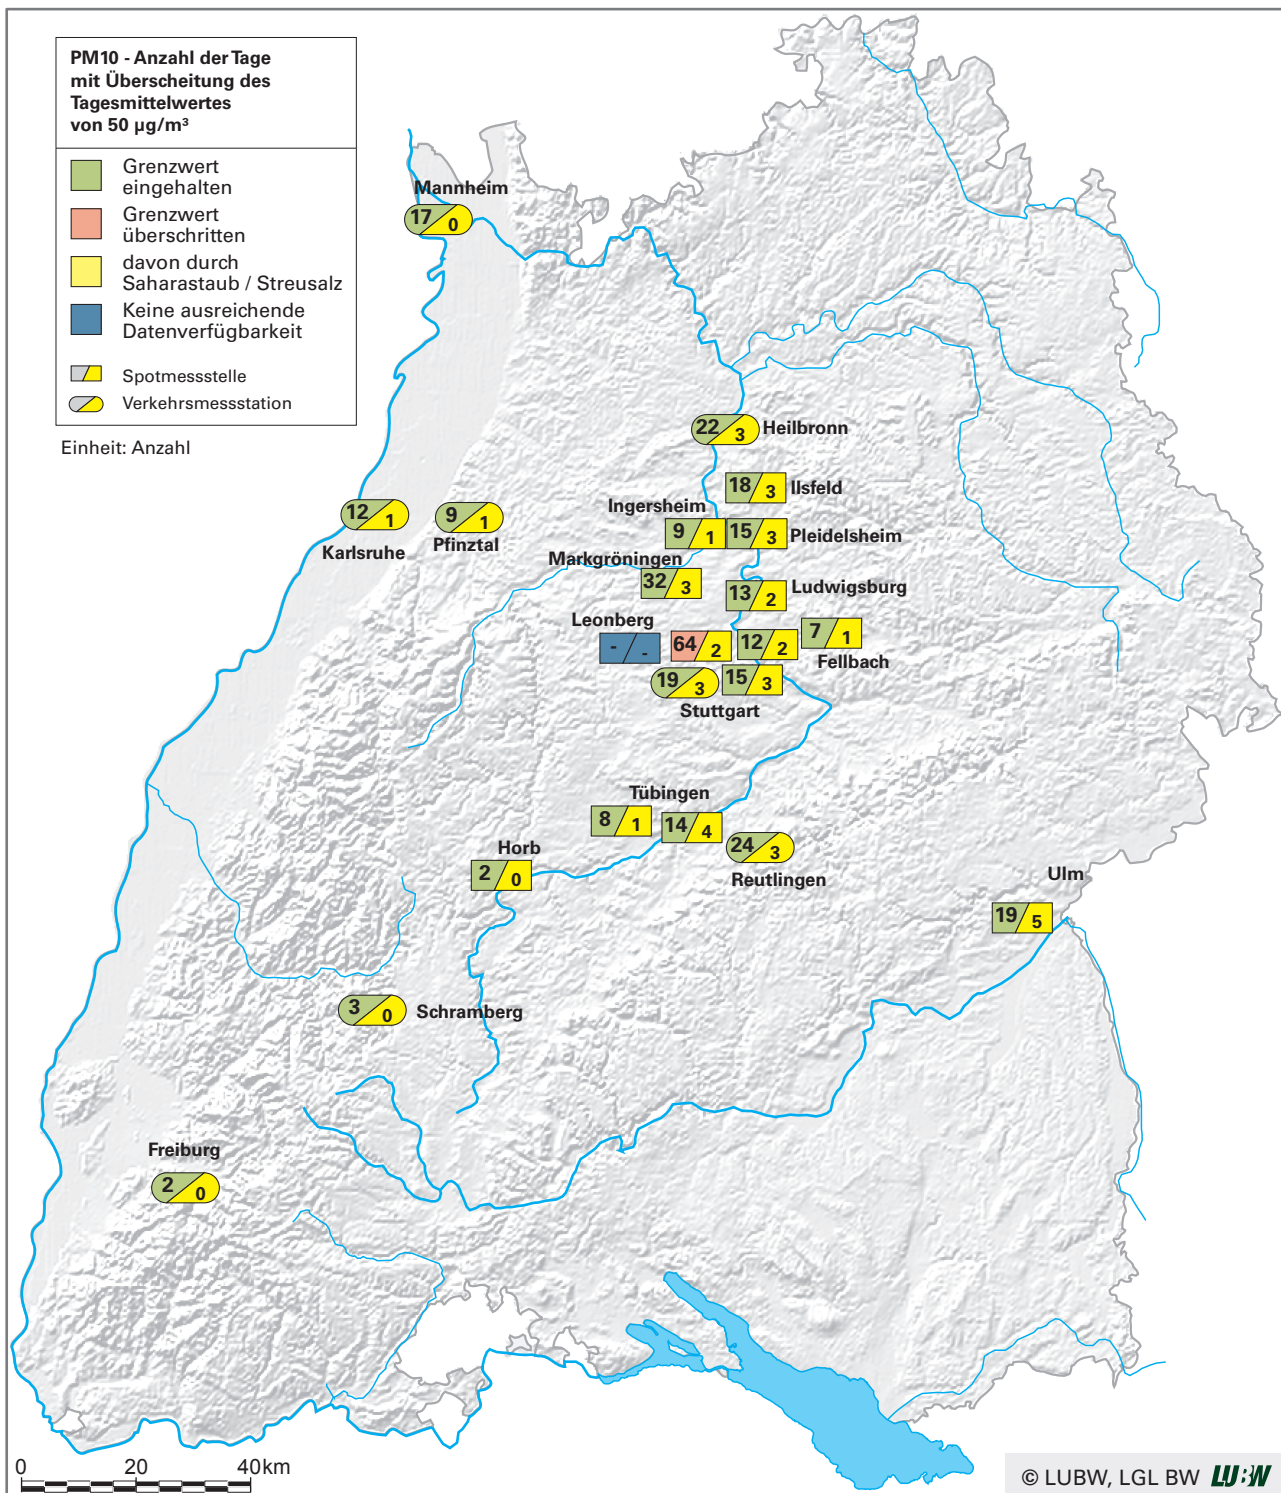 PM10 - Anzahl der Tage
mit Überscheitung des
Tagesmittelwertes
von 50 µg/m³
Grenzwert
eingehalten
Grenzwert
überschritten
davon durch
Saharastaub / Streusalz
Keine ausreichende
Datenverfügbarkeit
Spotmessstelle
Verkehrsmessstation
Einheit: Anzahl
Mannheim
17 0
22 3 Heilbronn
18 3 Ilsfeld
Ingersheim
9 1
15 3 Pleidelsheim
12 1
Karlsruhe
9 1
Pfinztal
Markgröningen
32 3
13 2 Ludwigsburg
Leonberg
- -
64 2
12 2
7 1
Fellbach
19 3
15 3
Stuttgart
Tübingen
8 1
14 4
24 3
Reutlingen
Horb
2 0
Ulm
19 5
3 0 Schramberg
Freiburg
2 0
0 20 40km
© LUBW, LGL BW LUBW